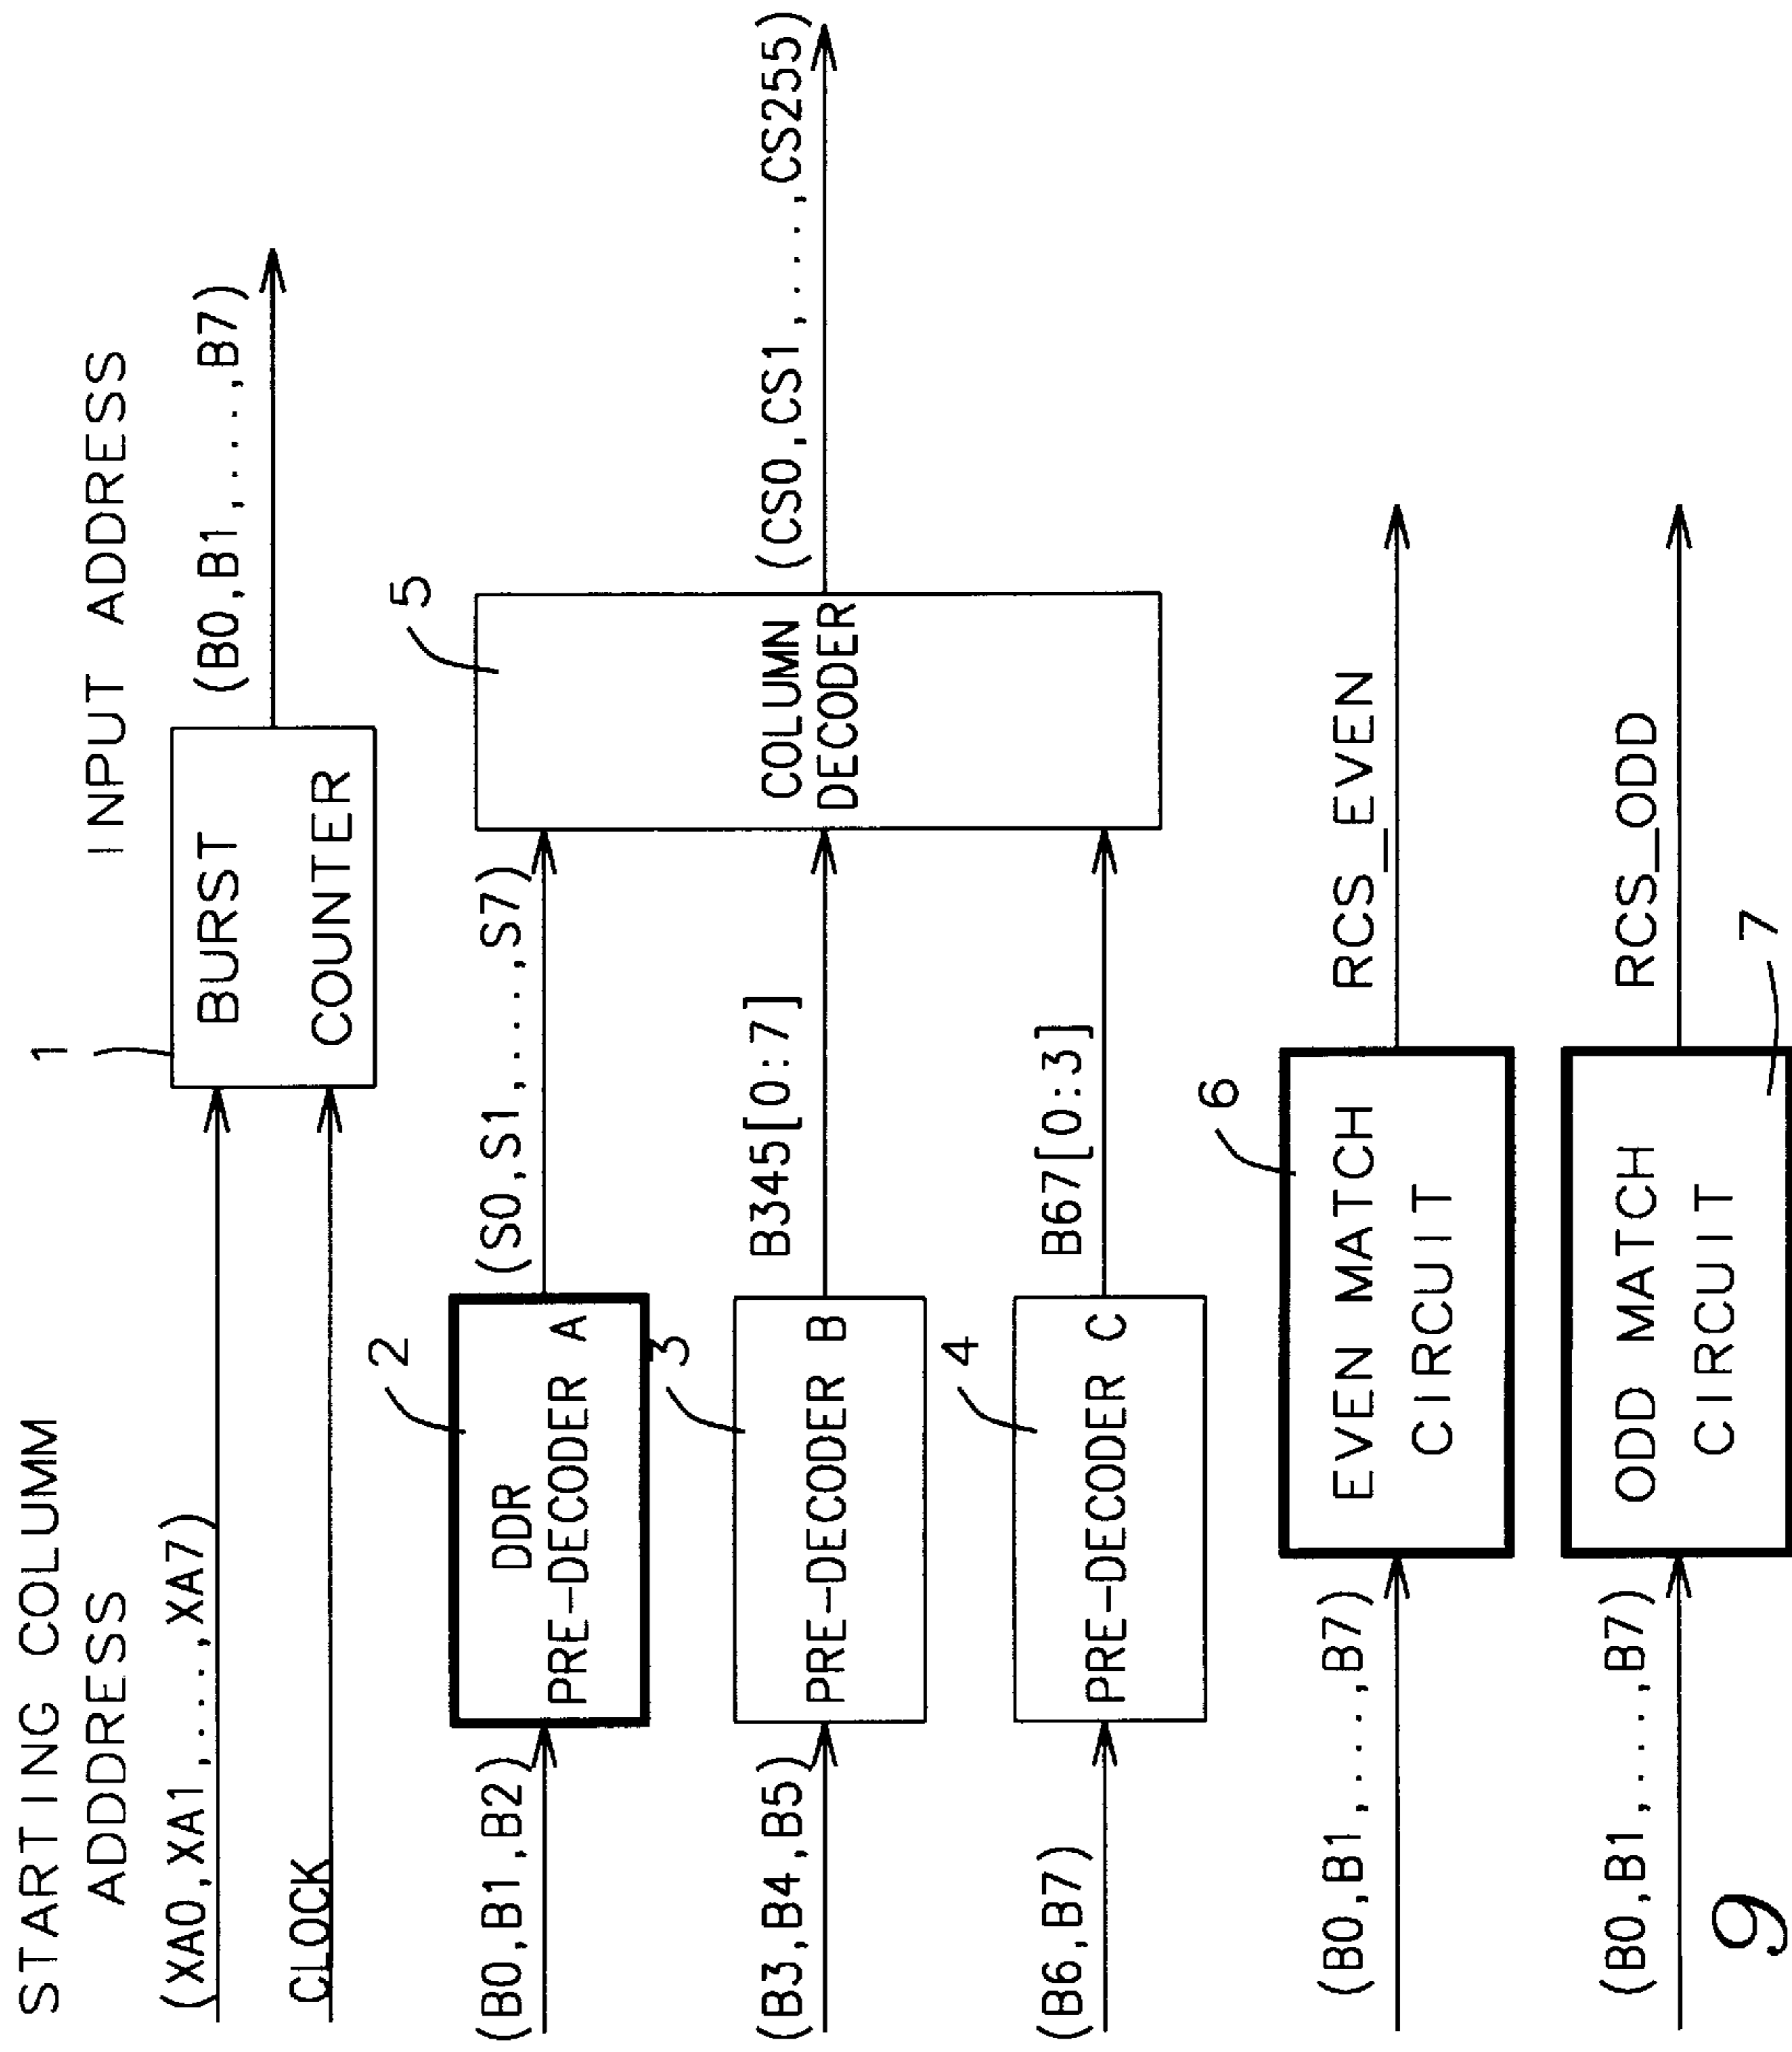 STARTING COLUMM
ADDRESS
INPUT ADDRESS
1
(XA0,XA1,...,XA7)
CLOCK
BURST
COUNTER
(B0,B1,....,B7)
2
(B0,B1,B2)
DDR
PRE-DECODER A
(S0,S1,....,S7)
5
3
(B3,B4,B5)
PRE-DECODER B
B345[0:7]
COLUMN
DECODER
(CS0,CS1,....,CS255)
4
(B6,B7)
PRE-DECODER C
B67[0:3]
6
(B0,B1,....,B7)
EVEN MATCH
CIRCUIT
RCS_EVEN
(B0,B1,....,B7)
ODD MATCH
CIRCUIT
RCS_ODD
7
9